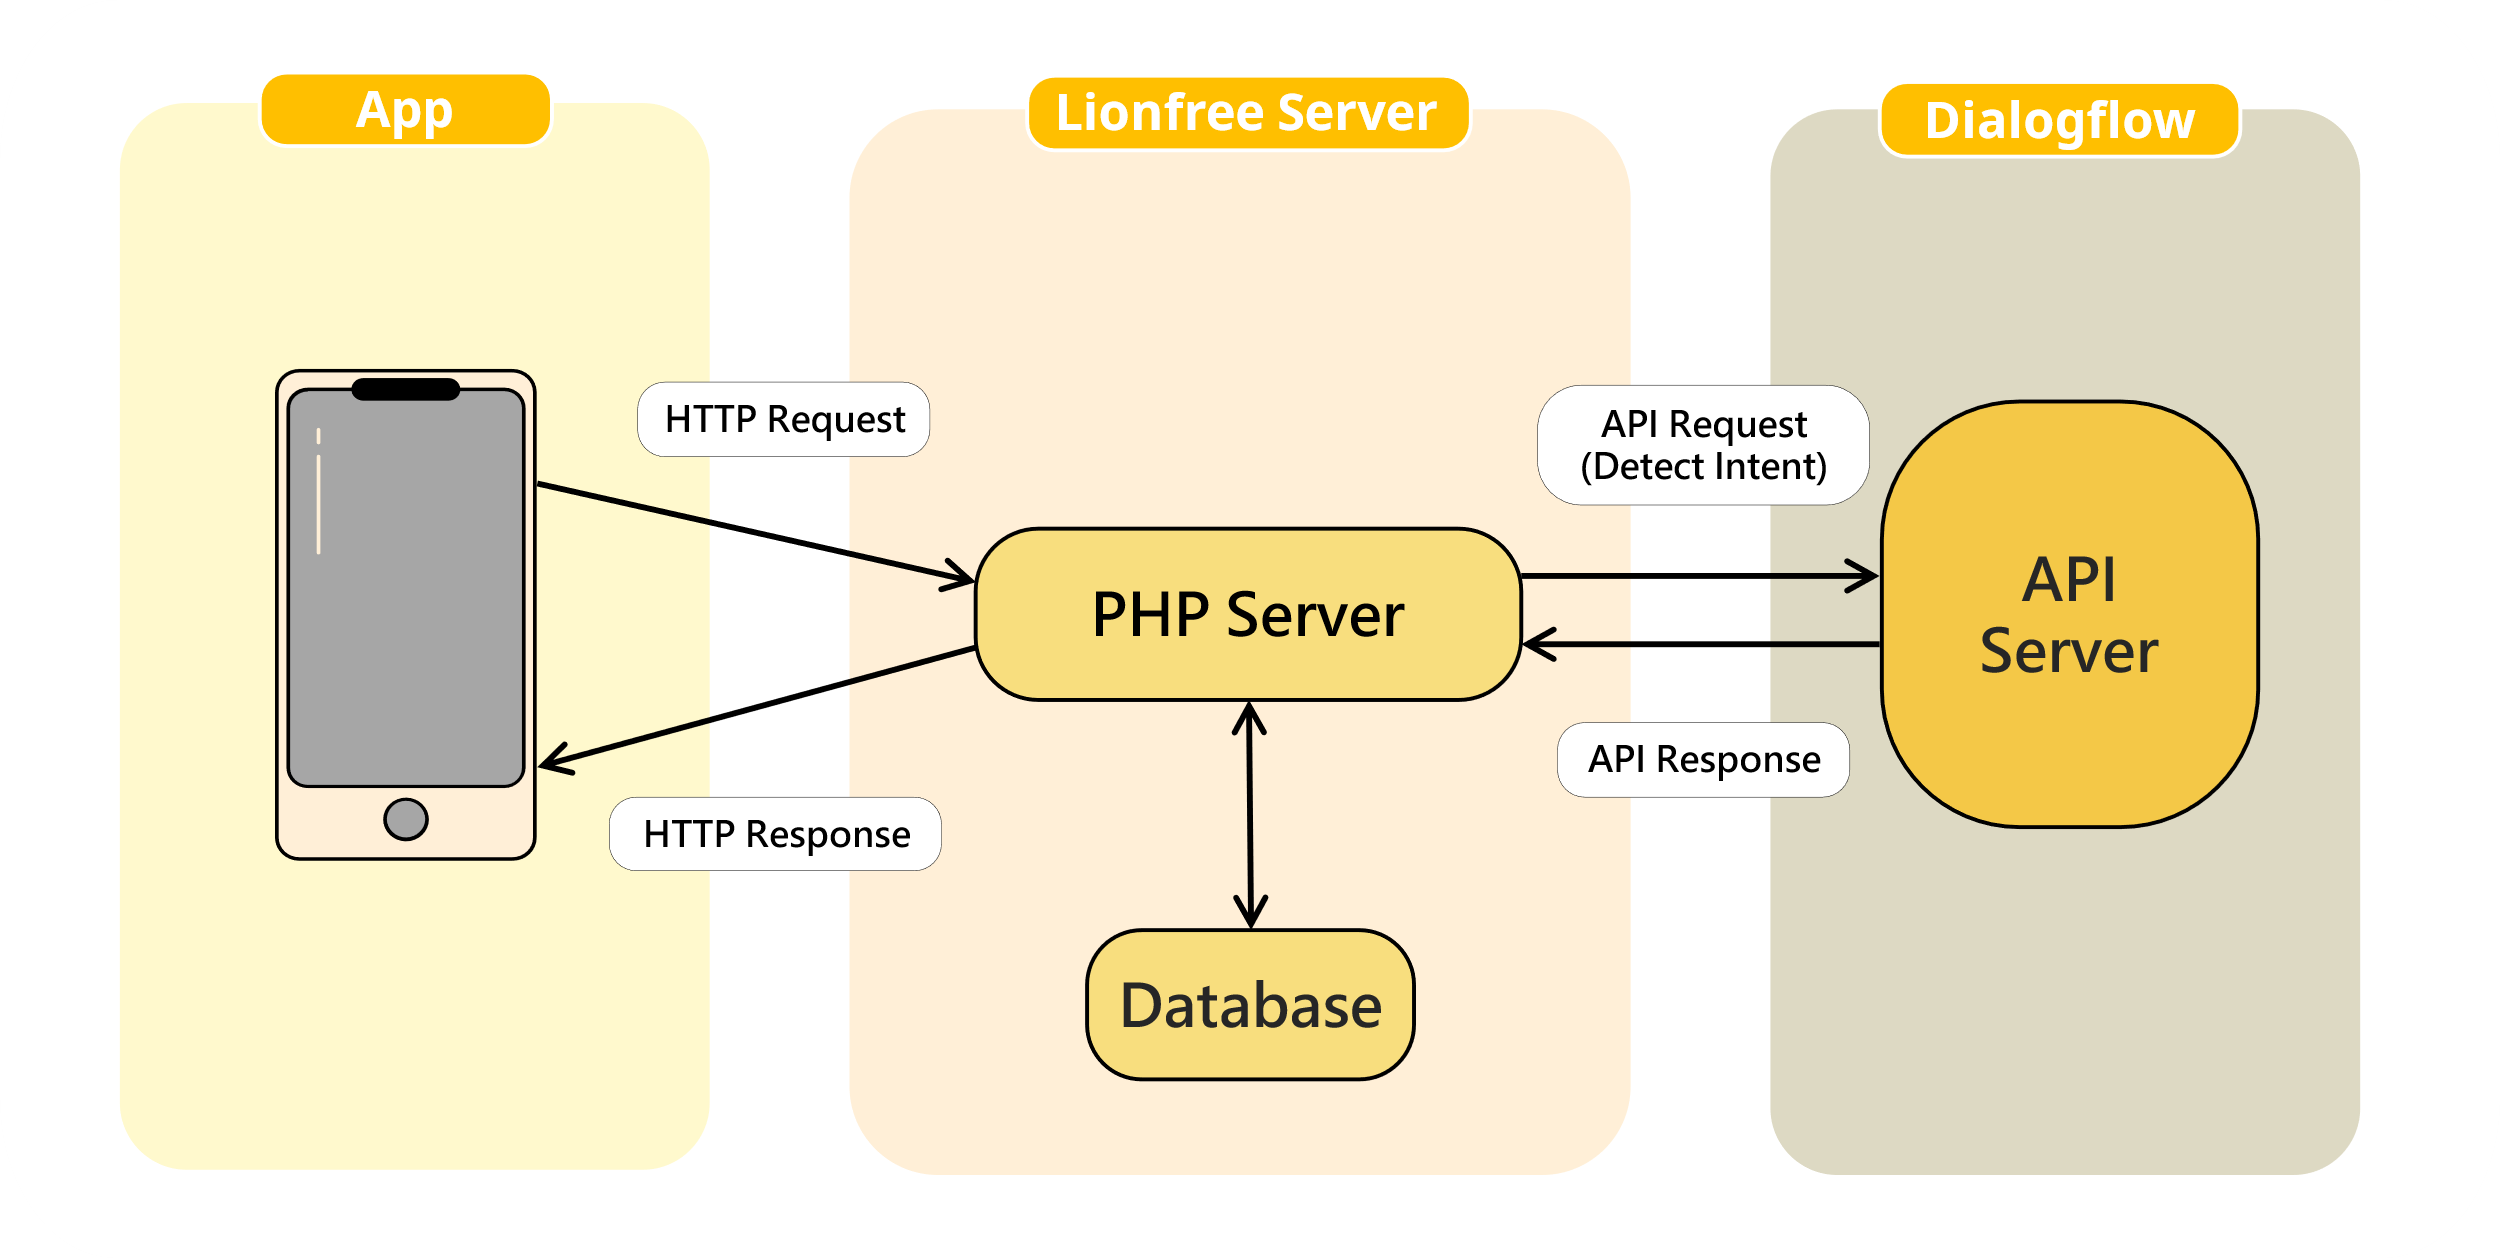 App
Lionfree Server
Dialogflow
HTTP Request
API Request
(Detect Intent)
PHP Server
API
Server
API Response
HTTP Response
Database